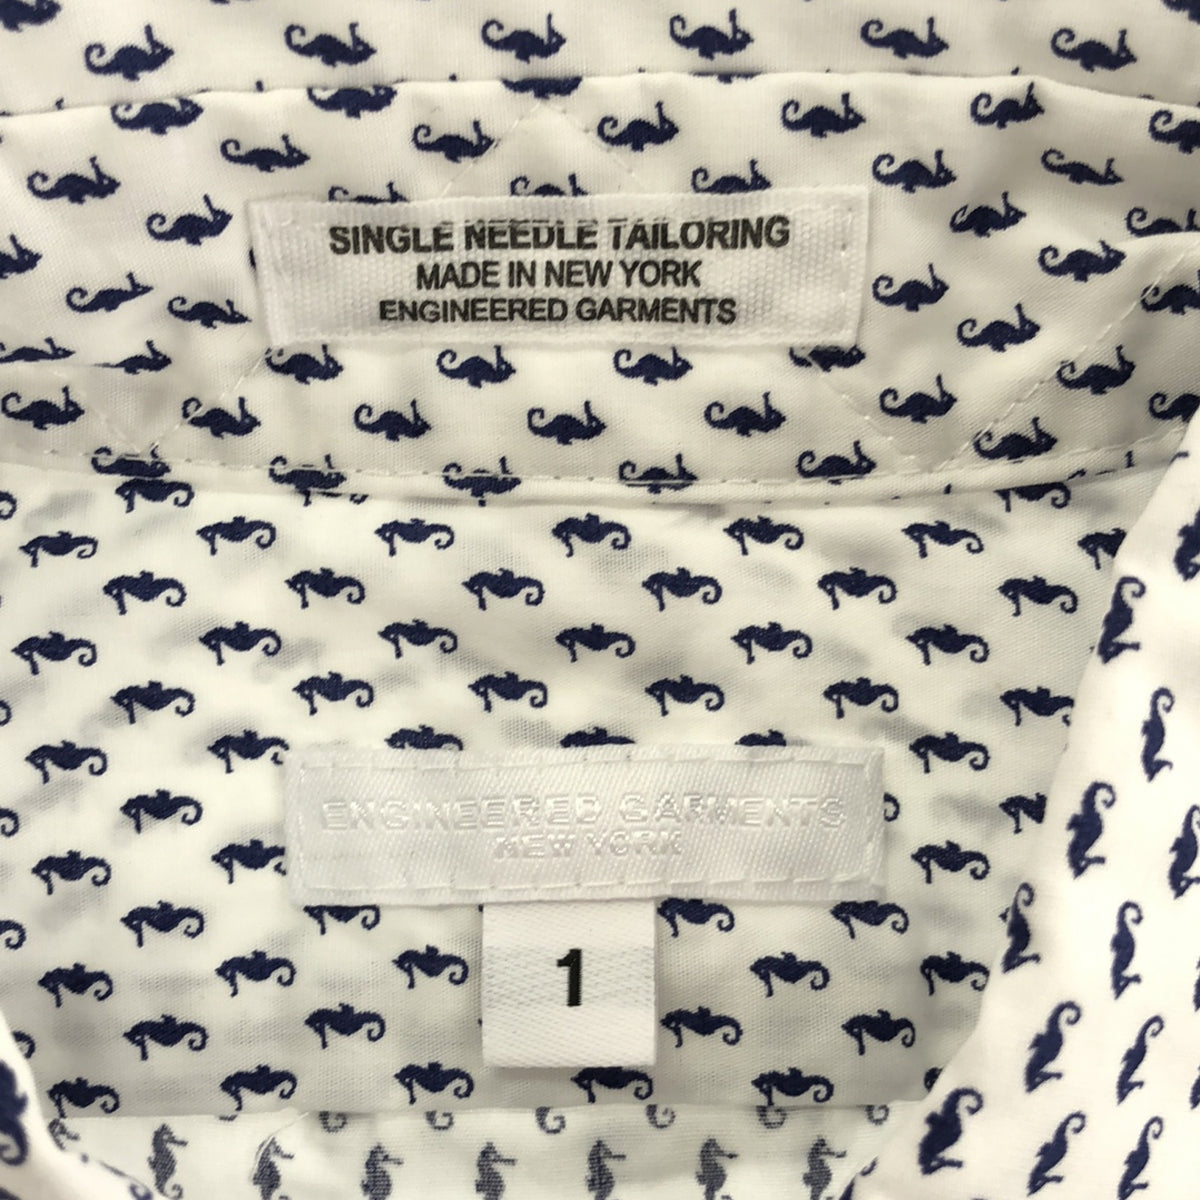 SINGLE NEEDLE TAILORING
MADE IN NEW YORK
ENGINEERED GARMENTS
ENGINEERED GARMENTS
NEW YORK
1